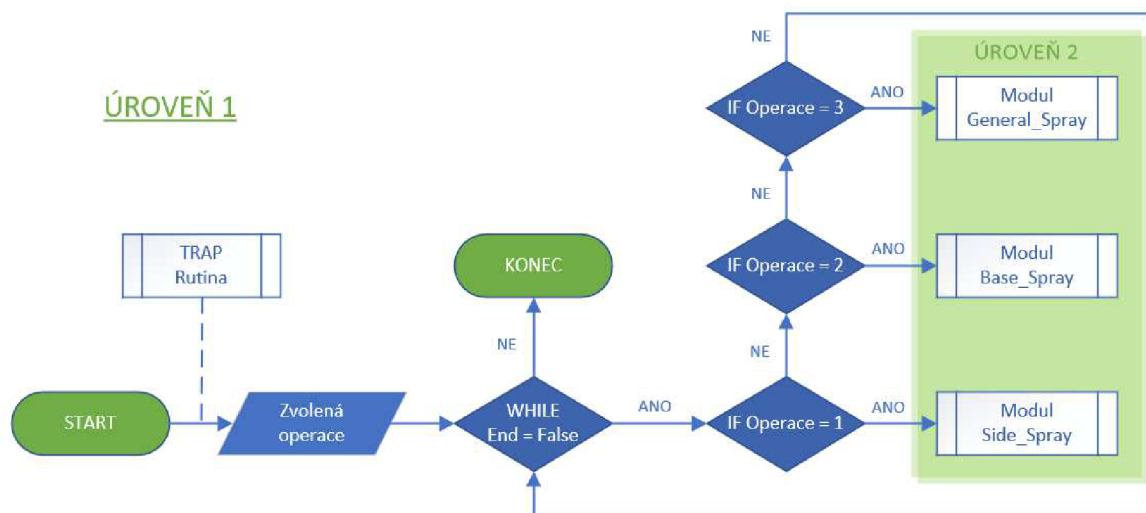 ÚROVEŇ 1
NE
ÚROVEŇ 2
IF Operace = 3
ANO
Modul
General_Spray
NE
TRAP
Rutina
KONEC
IF Operace = 2
ANO
Modul
Base_Spray
NE
NE
START
Zvolená
operace
WHILE
End = False
ANO
IF Operace = 1
ANO
Modul
Side_Spray